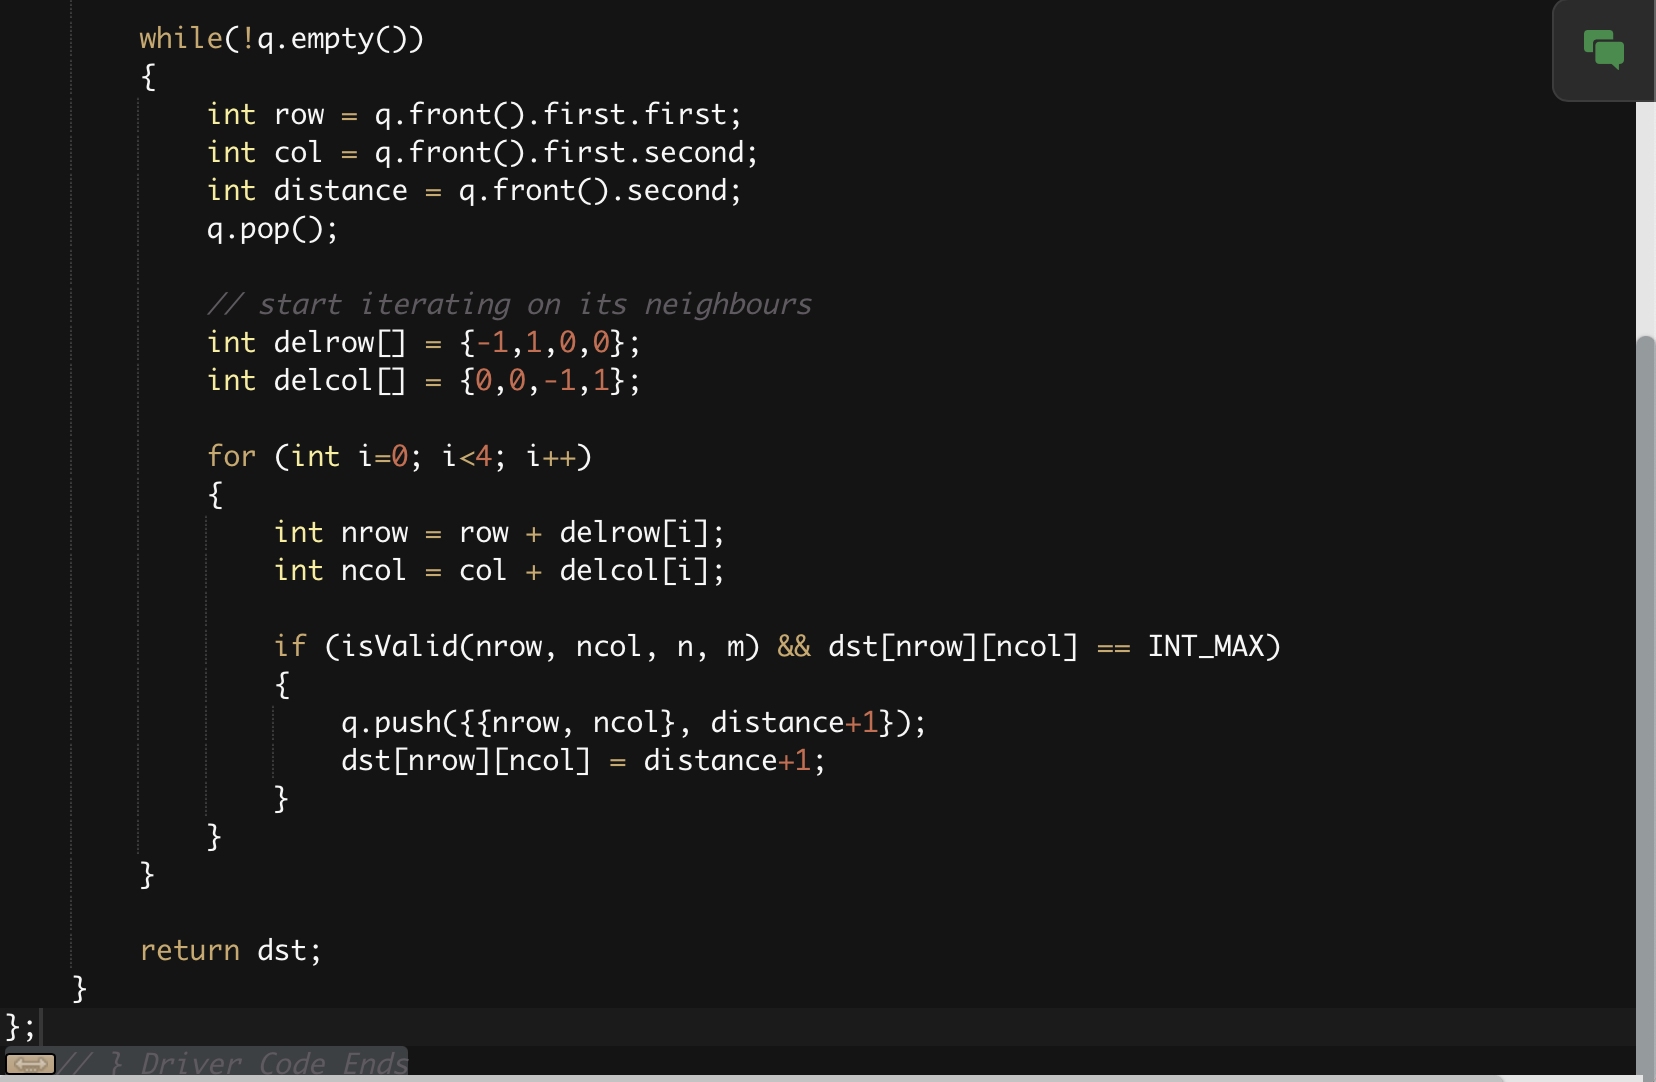 while(!q.empty())
{
int row = q.front().first.first;
int col = q.front().first.second;
int distance = q.front().second;
q.pop();
// start iterating on its neighbours
int delrow[] = {-1,1,0,0};
int delcol[] = {0,0,-1,1};
for (int i=0; i<4; i++)
{
int nrow = row + delrow[i];
int ncol = col + delcol[i];
if (isValid(nrow, ncol, n, m) && dst[nrow][ncol] == INT_MAX)
{
q.push({{nrow, ncol}, distance+1});
dst[nrow][ncol] = distance+1;
}
}
}
return dst;
}
};
// } Driver Code Ends